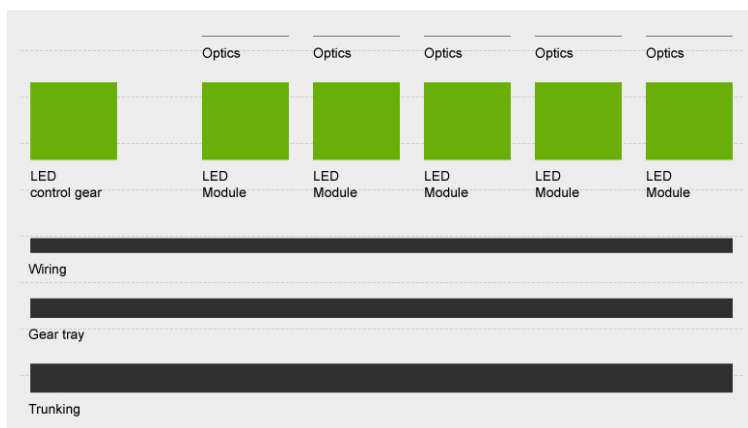 Optics Optics Optics Optics Optics
LED LED LED LED LED LED
control gear Module Module Module Module Module
Wiring
Gear tray
Trunking